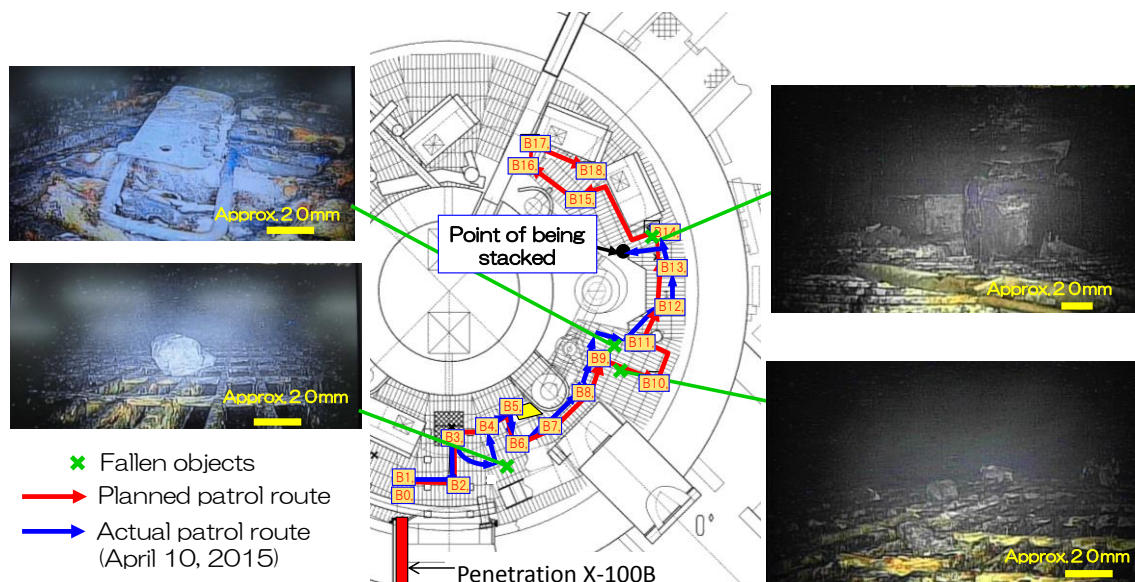 Approx.20mm
Approx.20mm
Fallen objects
Planned patrol route
Actual patrol route
(April 10, 2015)
B17,
B16,
B18,
B15,
Point of being
stacked
B14,
B13,
B12,
B11,
B9,
B10,
B8,
B5,
B4,
B7,
B3,
B6,
B1,
B2,
B0,
Penetration X-100B
Approx.20mm
Approx.20mm